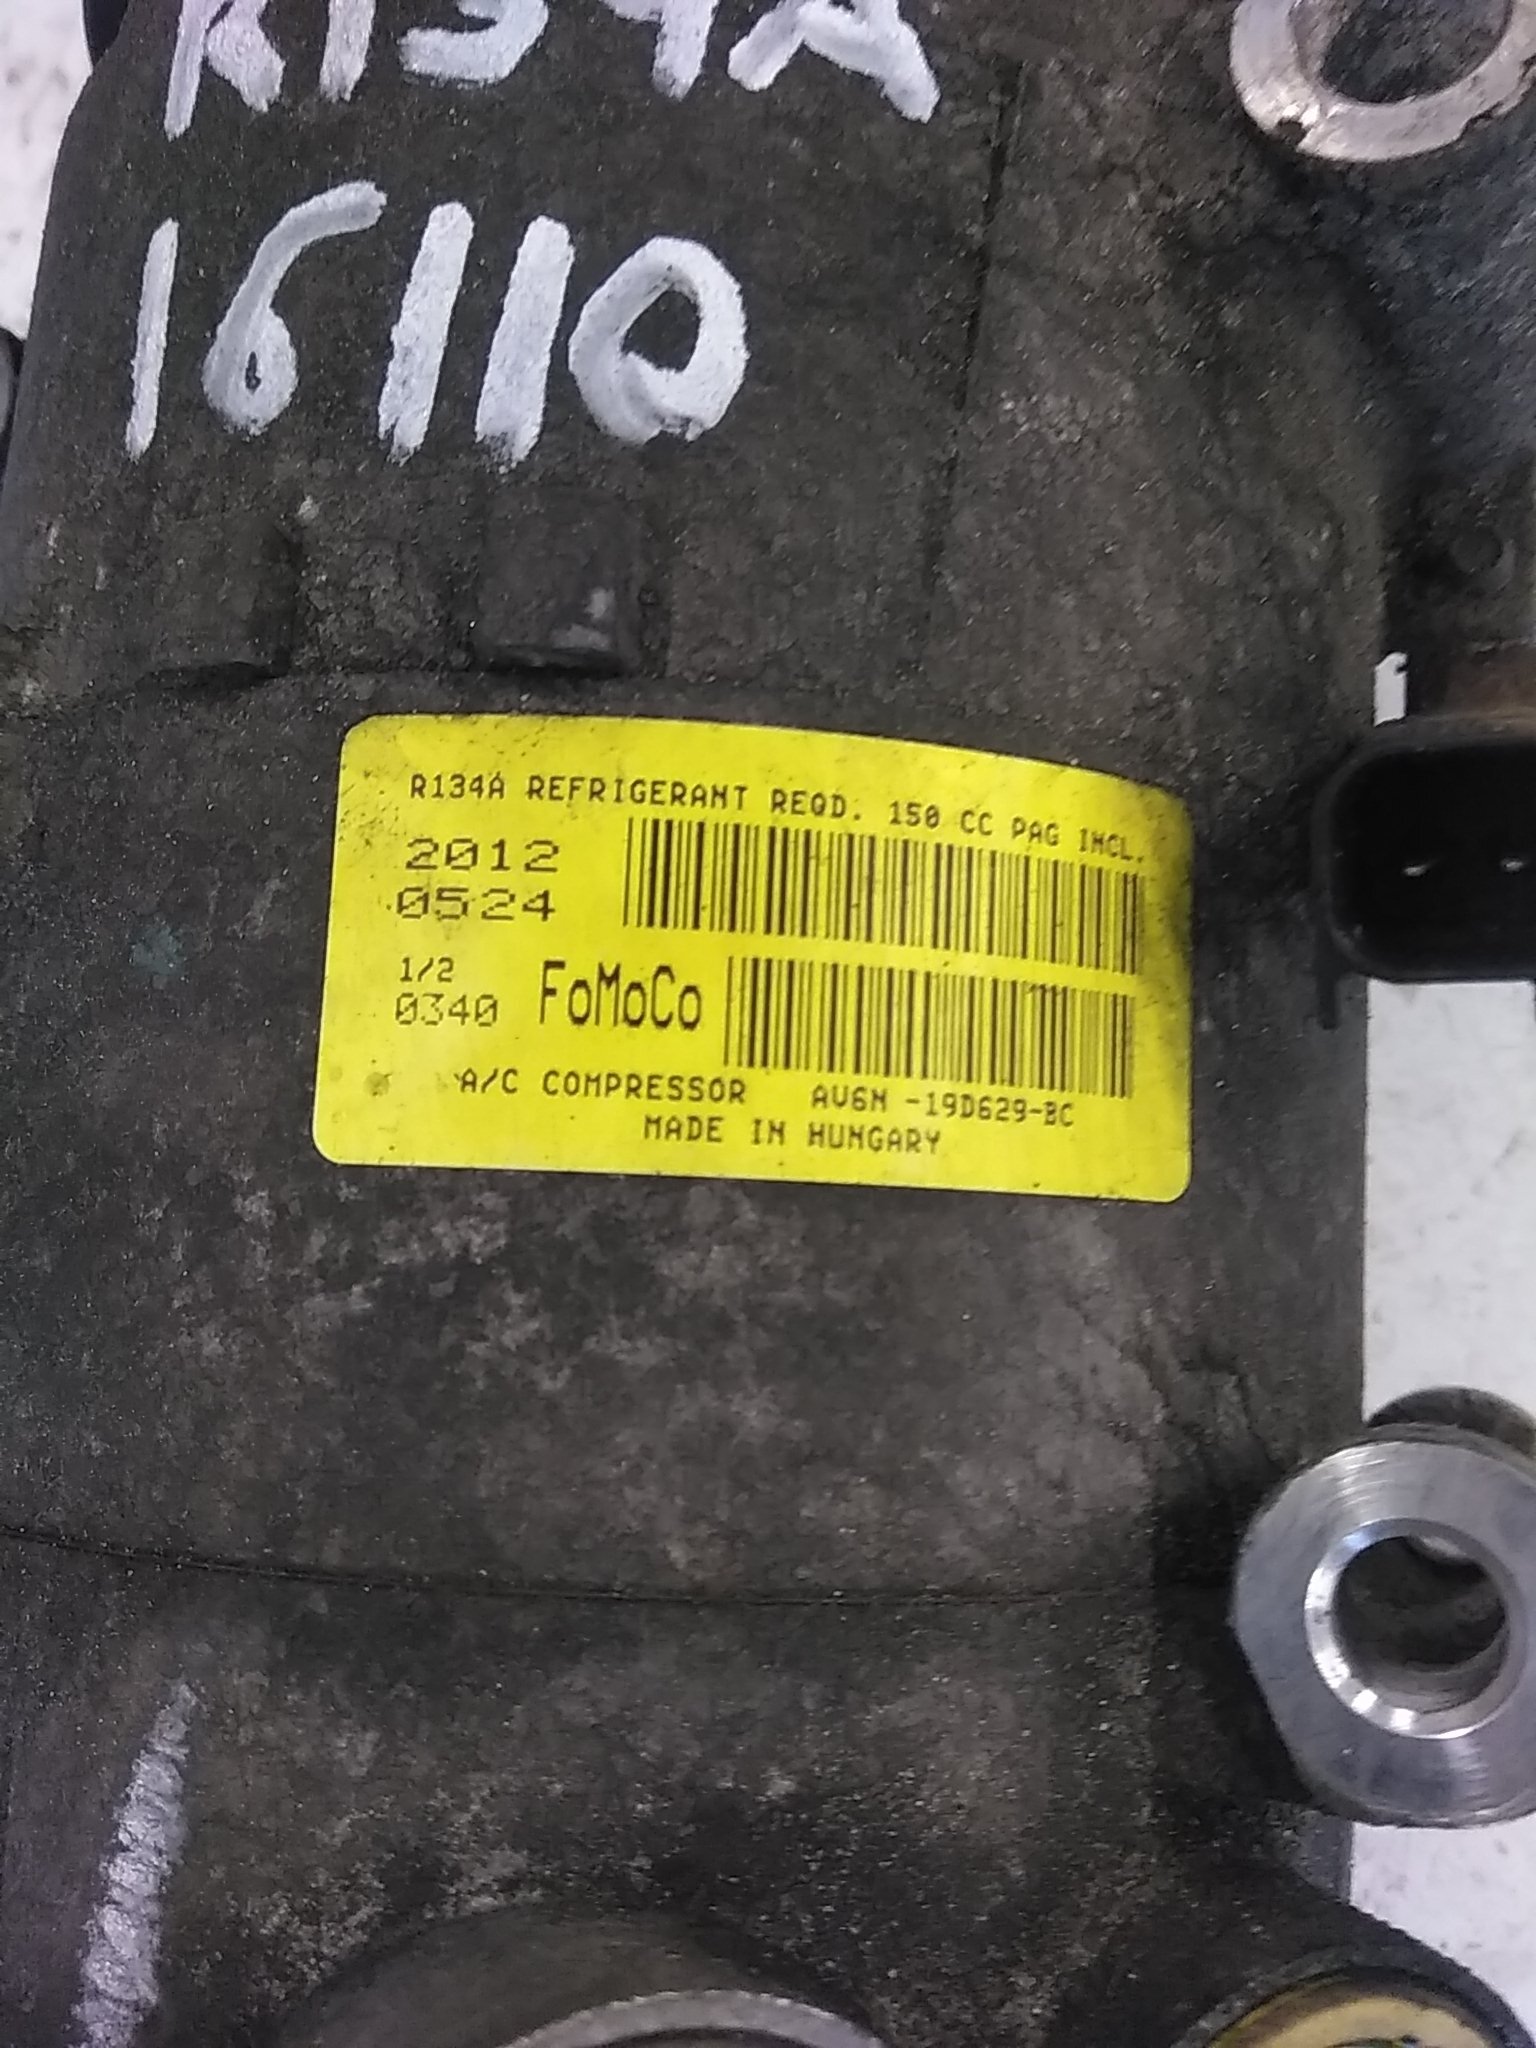 R134A
16110
R134A REFRIGERANT REQD. 150 CC PAG INCL.
2012
0524
1/2
0340
FoMoCo
A/C COMPRESSOR AV6N -19D629-BC
MADE IN HUNGARY